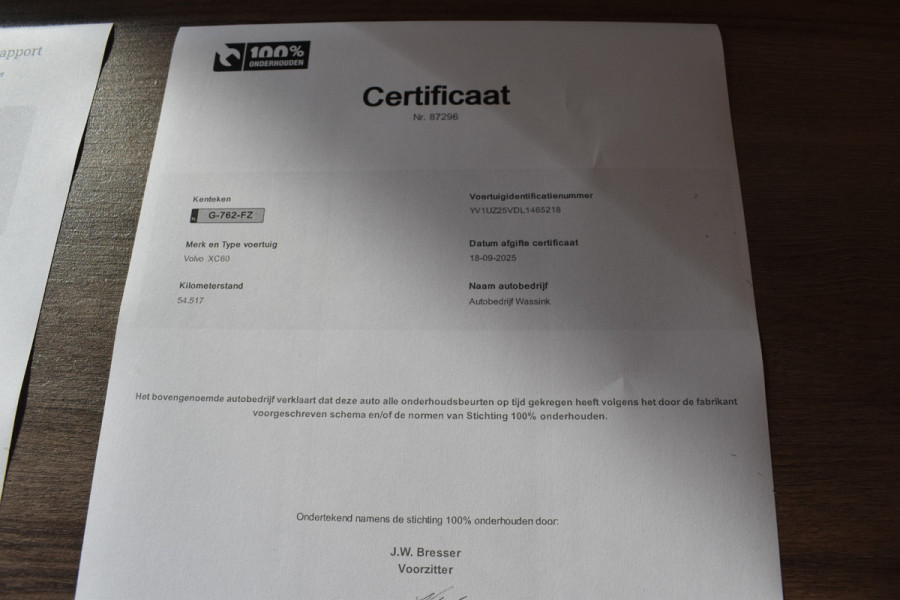 apport
100%
ONDERHOUDEN
Certificaat
Nr. 87296
Kenteken
NL G-762-FZ
Merk en Type voertuig
Volvo XC60
Kilometerstand
54.517
Voertuigidentificatienummer
YV1UZ25VDL1465218
Datum afgifte certificaat
18-09-2025
Naam autobedrijf
Autobedrijf Wassink
Het bovengenoemde autobedrijf verklaart dat deze auto alle onderhoudsbeurten op tijd gekregen heeft volgens het door de fabrikant
voorgeschreven schema en/of de normen van Stichting 100% onderhouden.
Ondertekend namens de stichting 100% onderhouden door:
J.W. Bresser
Voorzitter